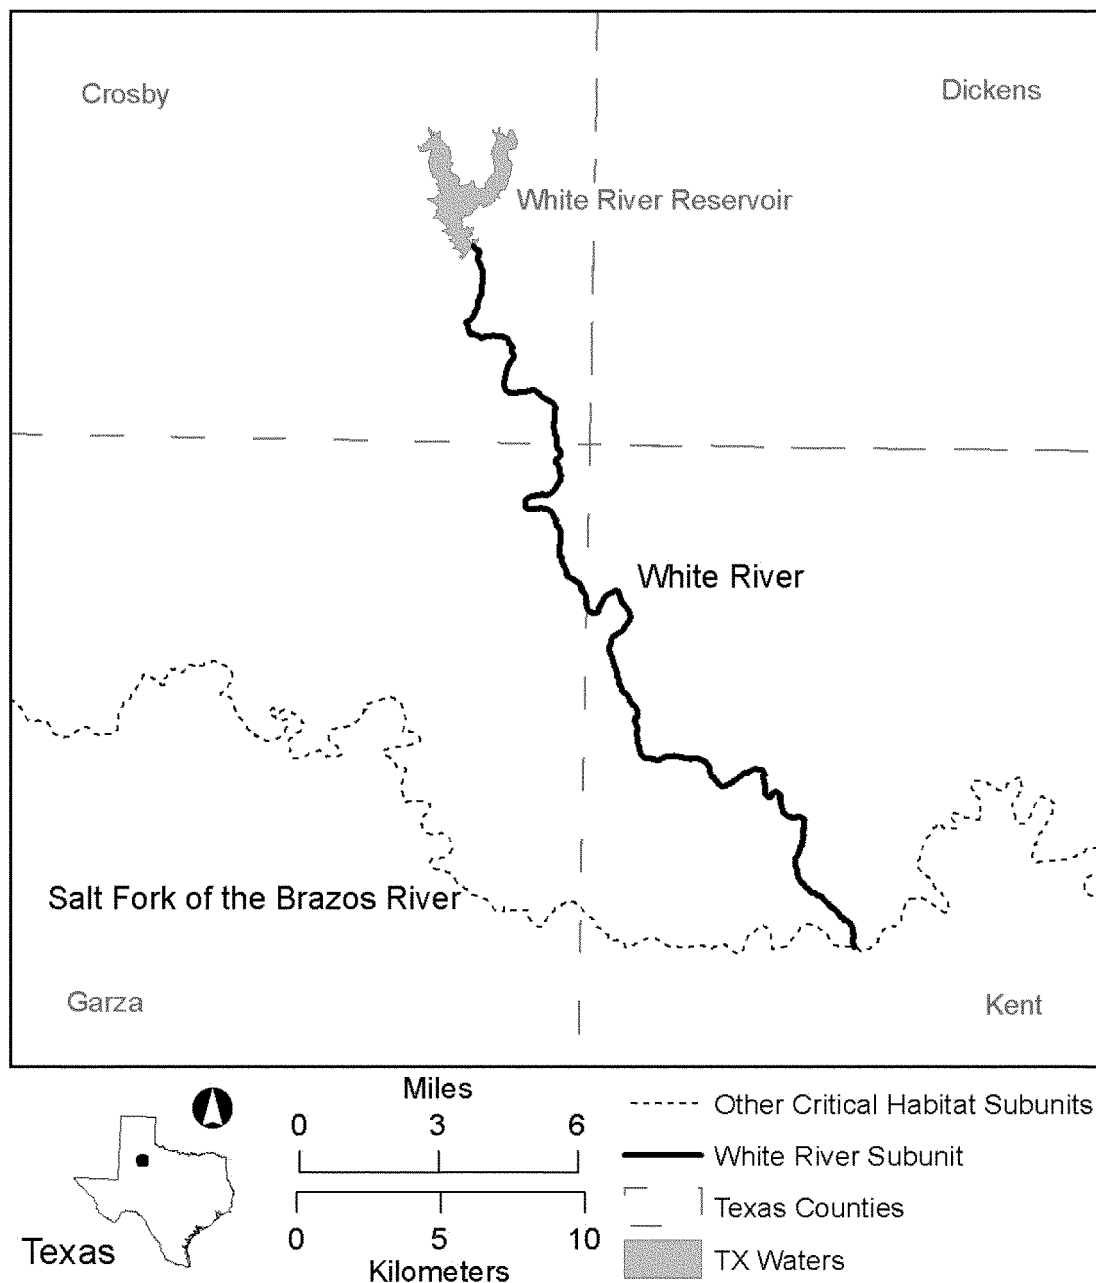 Crosby
Dickens
White River Reservoir
White River
Salt Fork of the Brazos River
Garza
Kent
Miles
0 3 6
0 5 10
Kilometers
Texas
Other Critical Habitat Subunits
White River Subunit
Texas Counties
TX Waters